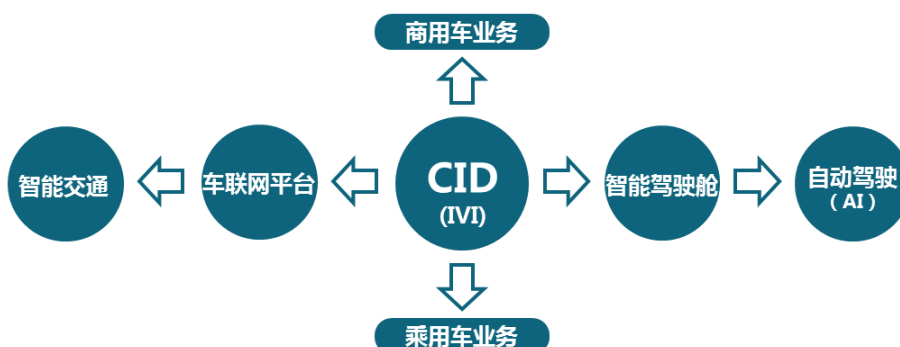 商用车业务
智能交通
车联网平台
CID
(IVI)
智能驾驶舱
自动驾驶
(AI)
乘用车业务